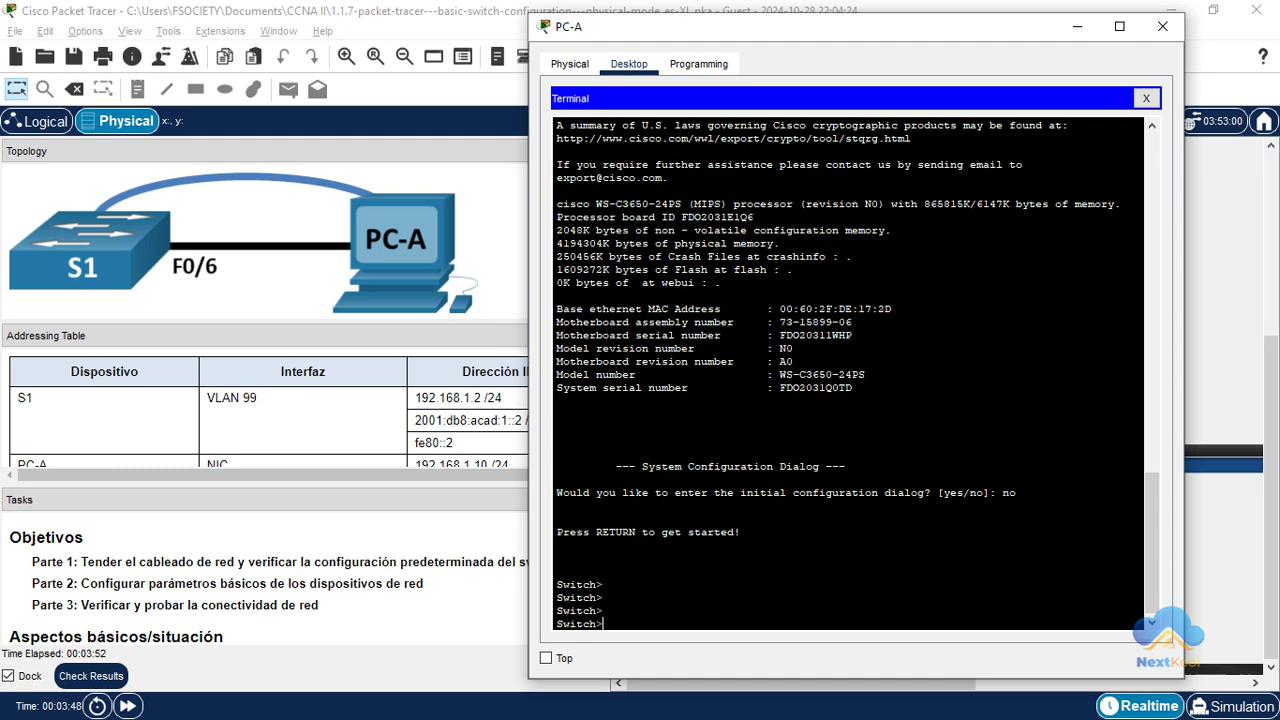 Cisco Packet Tracer - C:\Users\FSOCIETY\Documents\CCNA II\1.1.7-packet-tracer---basic-switch-configuration---physical-mode_es-XL.pka - Guest - 2024-10-28 22:04:24
File Edit Options View Tools Extensions Window Help
Logical
Physical
x:, y:
03:53:00
Topology
S1
F0/6
PC-A
Addressing Table
Dispositivo Interfaz Dirección I
S1 VLAN 99 192.168.1.2 /24
2001:db8:acad:1::2 /
fe80::2
PC-A NIC 192.168.1.10 /24
Tasks
Objetivos
Parte 1: Tender el cableado de red y verificar la configuración predeterminada del sw
Parte 2: Configurar parámetros básicos de los dispositivos de red
Parte 3: Verificar y probar la conectividad de red
Aspectos básicos/situación
Time Elapsed: 00:03:52
Dock
Check Results
Time: 00:03:48
Realtime
Simulation
PC-A
Physical Desktop Programming
Terminal
X
A summary of U.S. laws governing Cisco cryptographic products may be found at:
http://www.cisco.com/wwl/export/crypto/tool/stqrg.html
If you require further assistance please contact us by sending email to
export@cisco.com.
cisco WS-C3650-24PS (MIPS) processor (revision N0) with 865815K/6147K bytes of memory.
Processor board ID FDO2031E1Q6
2048K bytes of non - volatile configuration memory.
4194304K bytes of physical memory.
250456K bytes of Crash Files at crashinfo : .
1609272K bytes of Flash at flash : .
0K bytes of  at webui : .
Base ethernet MAC Address : 00:60:2F:DE:17:2D
Motherboard assembly number : 73-15899-06
Motherboard serial number : FDO20311WHP
Model revision number : N0
Motherboard revision number : A0
Model number : WS-C3650-24PS
System serial number : FDO2031Q0TD
--- System Configuration Dialog ---
Would you like to enter the initial configuration dialog? [yes/no]: no
Press RETURN to get started!
Switch>
Switch>
Switch>
Switch>
Top
NextKool